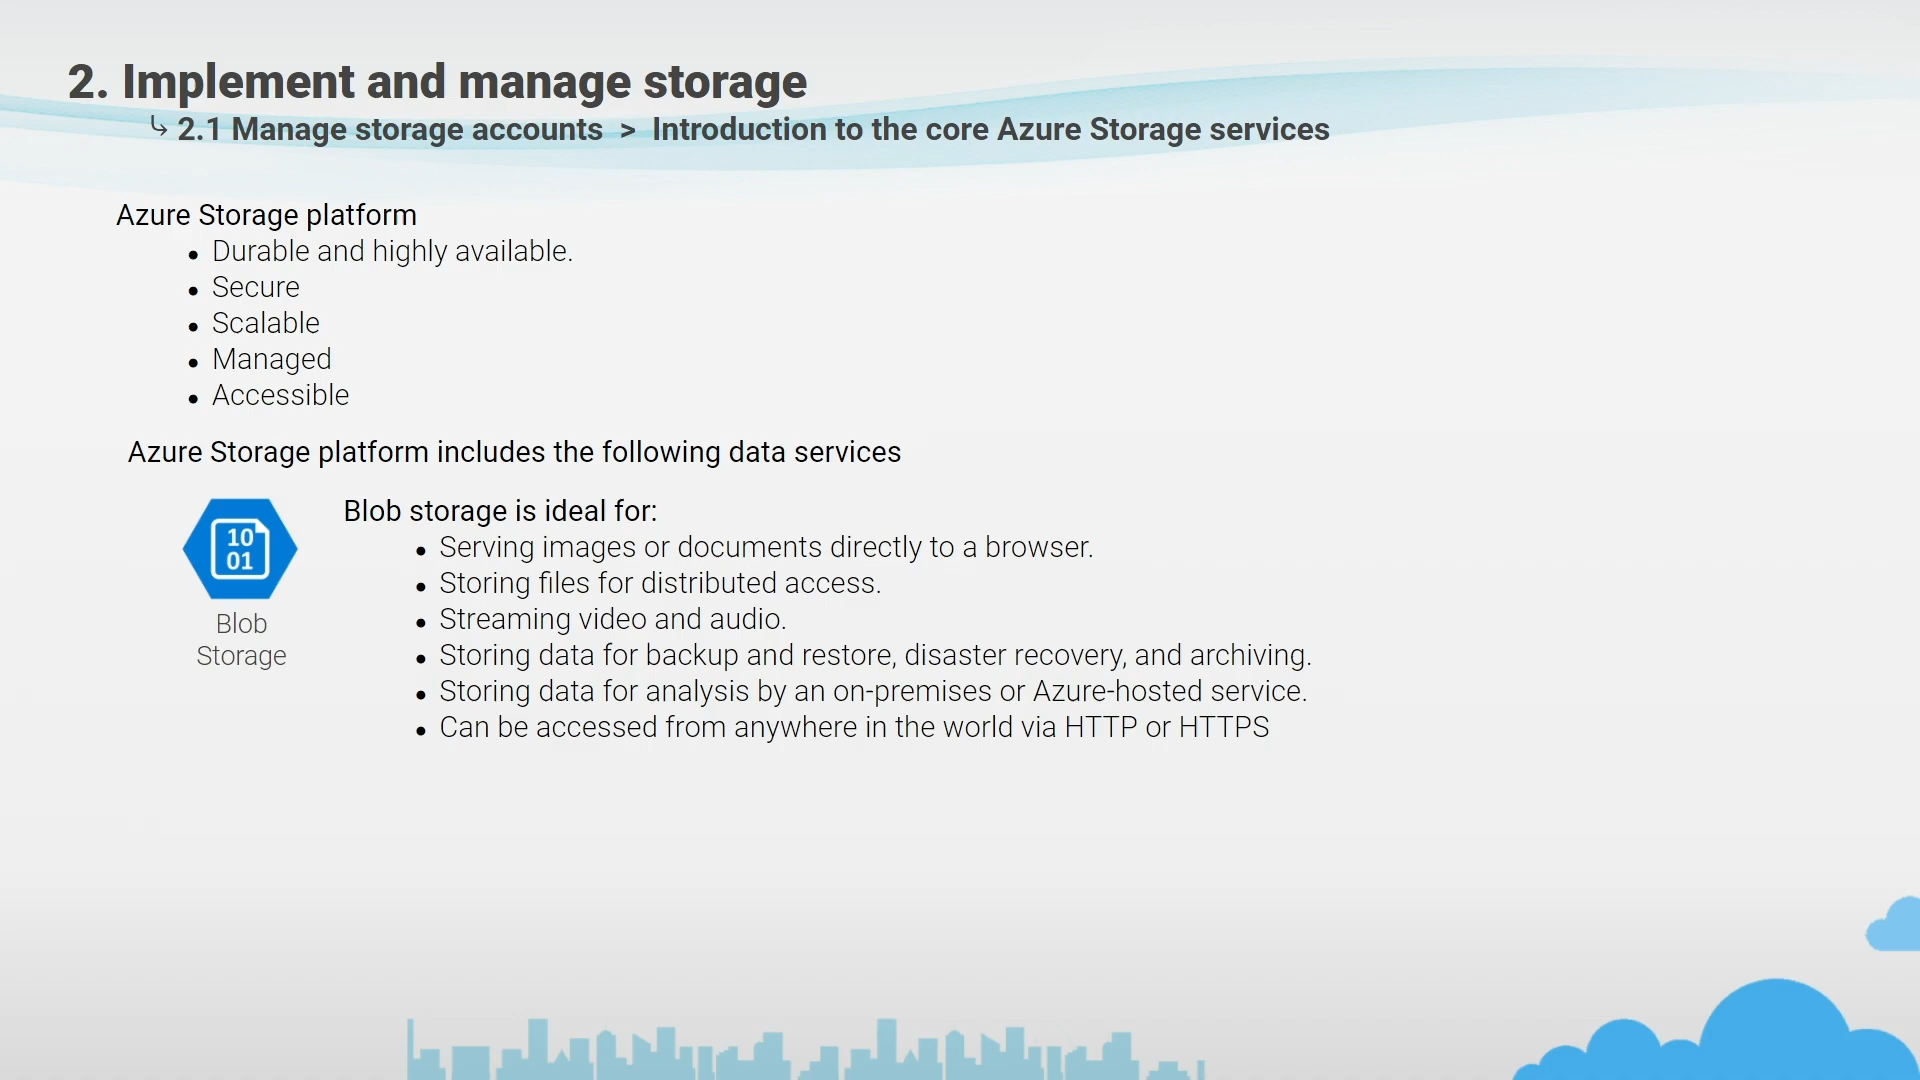 2. Implement and manage storage
↳ 2.1 Manage storage accounts > Introduction to the core Azure Storage services
Azure Storage platform
• Durable and highly available.
• Secure
• Scalable
• Managed
• Accessible
Azure Storage platform includes the following data services
10
01
Blob
Storage
Blob storage is ideal for:
• Serving images or documents directly to a browser.
• Storing files for distributed access.
• Streaming video and audio.
• Storing data for backup and restore, disaster recovery, and archiving.
• Storing data for analysis by an on-premises or Azure-hosted service.
• Can be accessed from anywhere in the world via HTTP or HTTPS